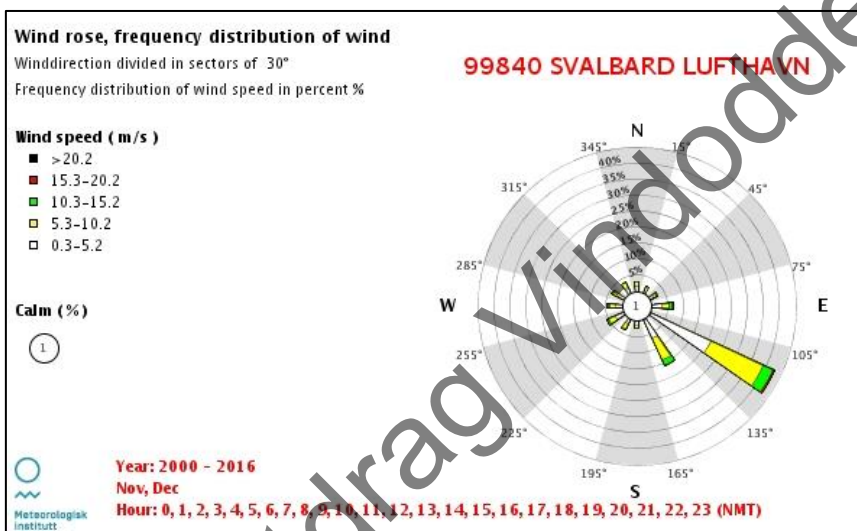 Wind rose, frequency distribution of wind
Winddirection divided in sectors of 30°
Frequency distribution of wind speed in percent %
99840 SVALBARD LUFTHAVN
Wind speed ( m/s )
>20.2
15.3-20.2
10.3-15.2
5.3-10.2
0.3-5.2
Calm (%)
1
N
345°
15°
315°
45°
285°
75°
W
E
255°
105°
225°
135°
195°
165°
S
40%
35%
30%
25%
20%
15%
10%
5%
1
Meteorologisk
institutt
Year: 2000 - 2016
Nov, Dec
Hour: 0, 1, 2, 3, 4, 5, 6, 7, 8, 9, 10, 11, 12, 13, 14, 15, 16, 17, 18, 19, 20, 21, 22, 23 (NMT)
drag Vindodde